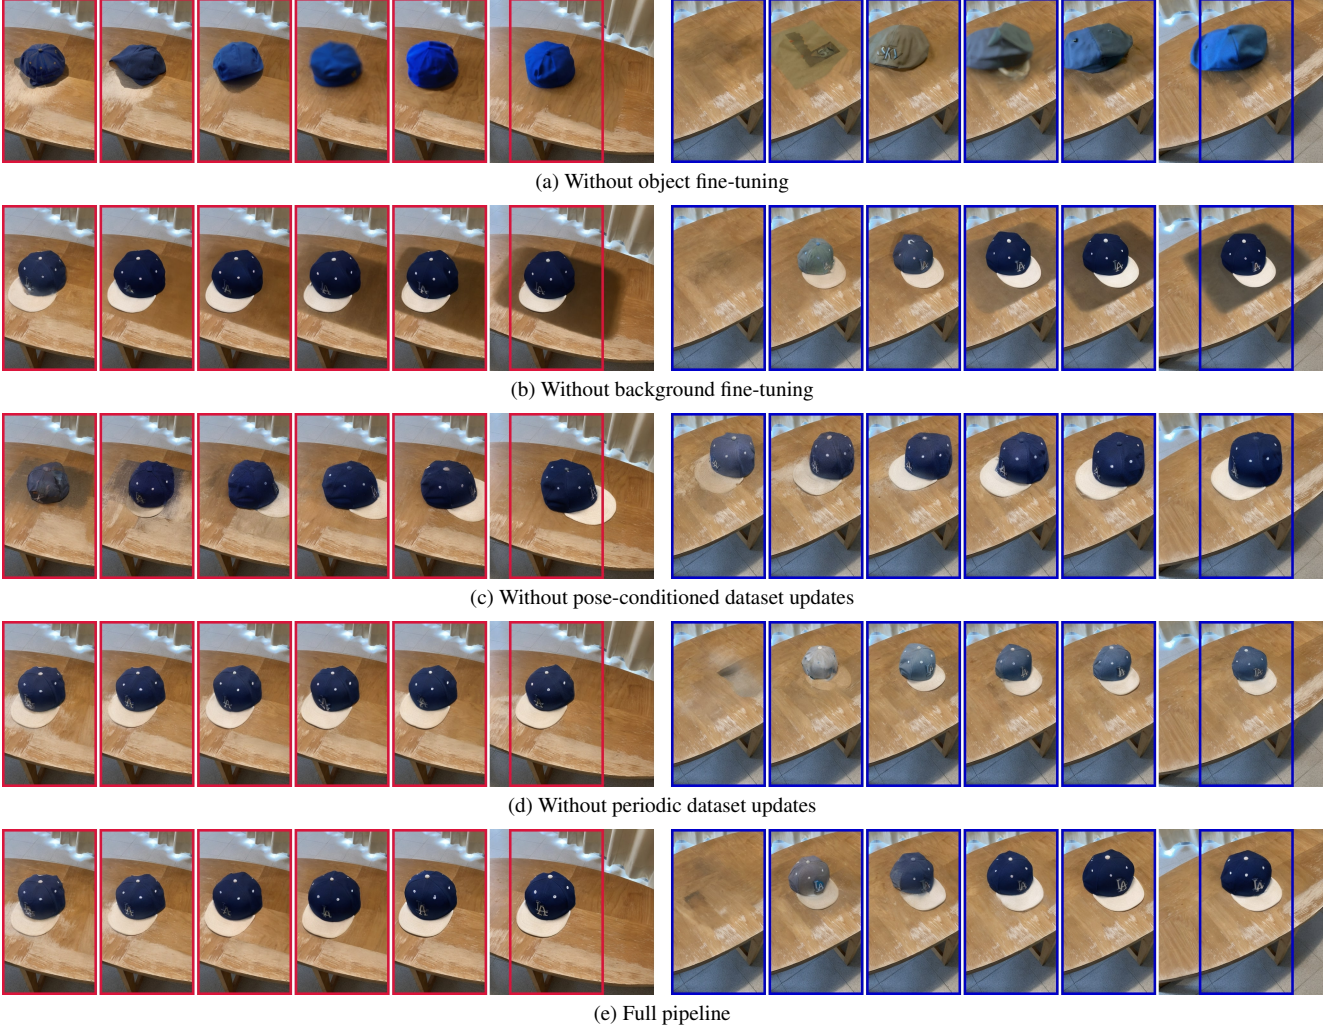 (a) Without object fine-tuning
(b) Without background fine-tuning
(c) Without pose-conditioned dataset updates
(d) Without periodic dataset updates
(e) Full pipeline